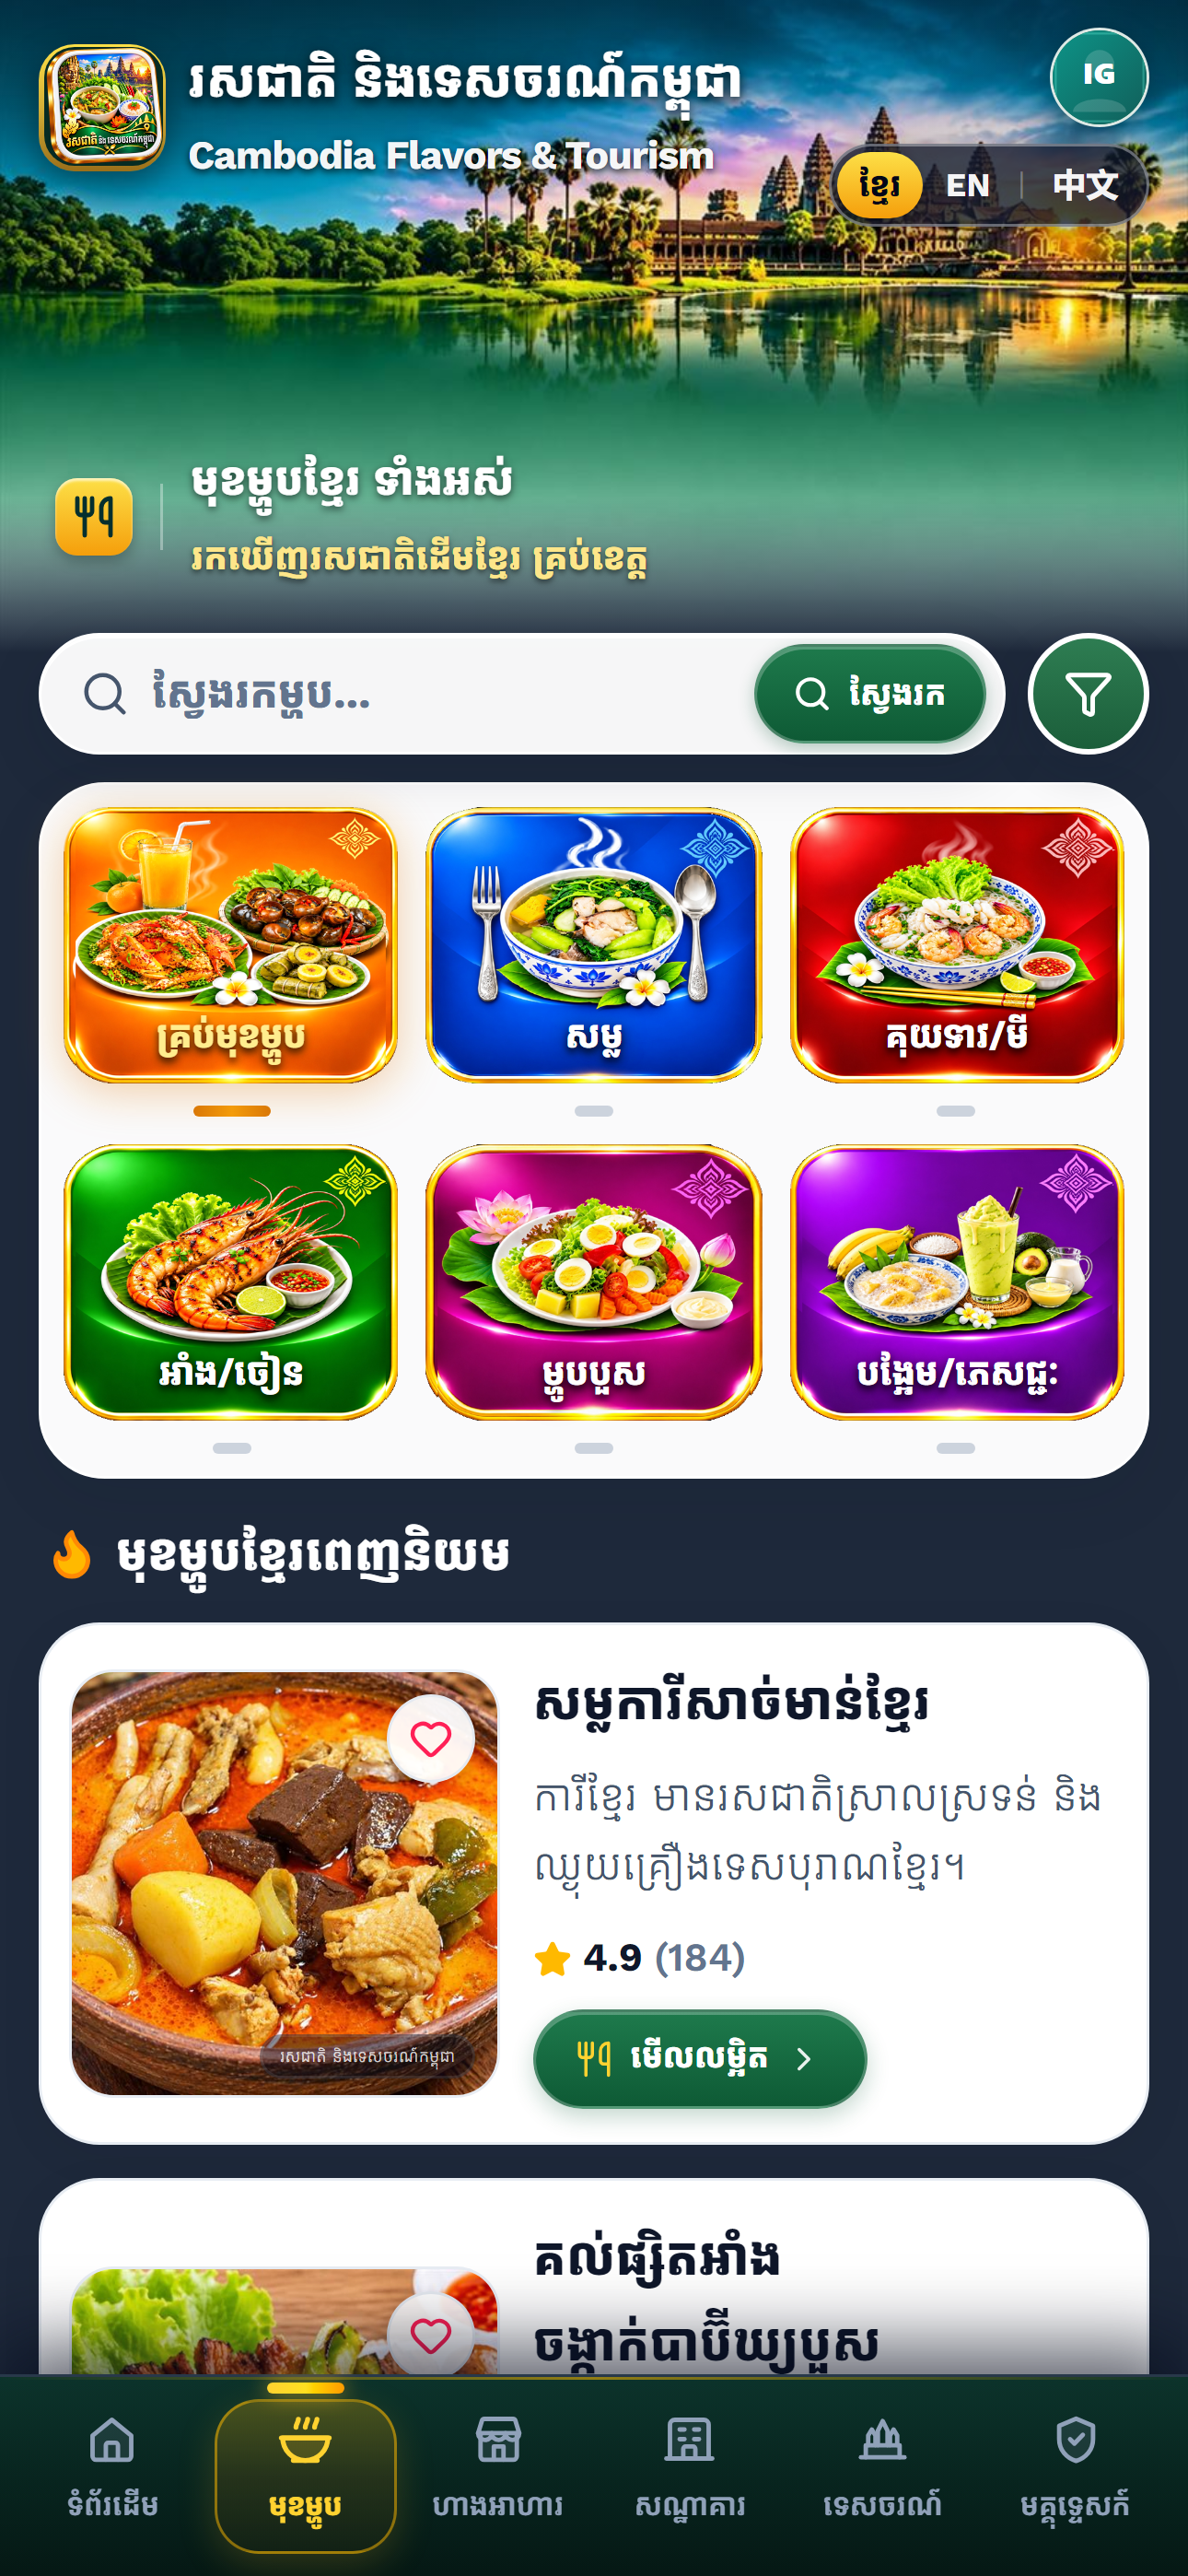 រសជាតិ និងទេសចរណ៍កម្ពុជា
Cambodia Flavors & Tourism
IG
ខ្មែរ
EN
中文
មុខម្ហូបខ្មែរ ទាំងអស់
រកឃើញរសជាតិដើមខ្មែរ គ្រប់ខេត្ត
ស្វែងរកម្ហូប...
ស្វែងរក
គ្រប់មុខម្ហូប
សម្ល
គុយទាវ/មី
អាំង/ចៀន
ម្ហូបបួស
បង្អែម/ភេសជ្ជៈ
មុខម្ហូបខ្មែរពេញនិយម
សម្លការីសាច់មាន់ខ្មែរ
ការីខ្មែរ មានរសជាតិស្រាលស្រទន់ និង
ឈ្ងុយគ្រឿងទេសបុរាណខ្មែរ។
4.9 (184)
មើលលម្អិត
រសជាតិ និងទេសចរណ៍កម្ពុជា
គល់ផ្សិតអាំង
ចង្កាក់បាប៊ីឃ្យូបួស
ទំព័រដើម
មុខម្ហូប
ហាងអាហារ
សណ្ឋាគារ
ទេសចរណ៍
មគ្គុទ្ទេសក៍